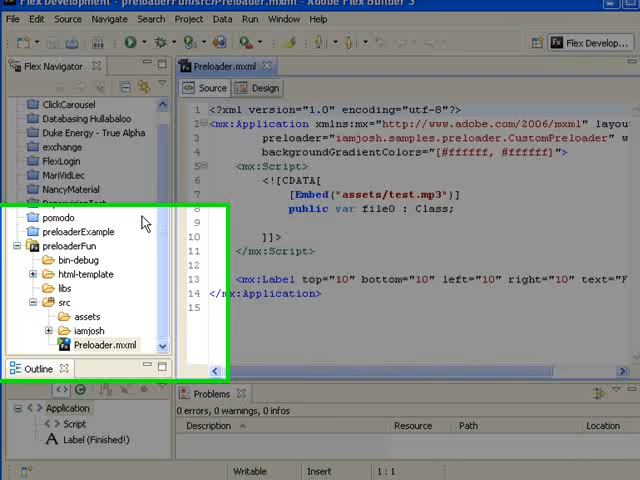 Flex Development - preloaderFun/src/Preloader.mxml - Adobe Flex Builder 3
File Edit Source Navigate Search Project Data Run Window Help
Flex Develop...
Flex Navigator
ClickCarousel
Databasing Hullabaloo
Duke Energy - True Alpha
exchange
FlexLogin
MariVidLec
NancyMaterial
pomodo
preloaderExample
preloaderFun
bin-debug
html-template
libs
src
assets
iamjosh
Preloader.mxml
Outline
Application
Script
Label (Finished!)
Preloader.mxml
Source Design
1 <?xml version="1.0" encoding="utf-8"?>
2 <mx:Application xmlns:mx="http://www.adobe.com/2006/mxml" layou
3 preloader="iamjosh.samples.preloader.CustomPreloader" w
4 backgroundGradientColors="[#ffffff, #ffffff]">
5 <mx:Script>
6 <![CDATA[
7 [Embed("assets/test.mp3")]
8 public var file0 : Class;
9
10 ]]>
11 </mx:Script>
12
13 <mx:Label top="10" bottom="10" left="10" right="10" text="F
14 </mx:Application>
15
Problems
0 errors, 0 warnings, 0 infos
Description Resource Path Location
Writable Insert 1 : 1